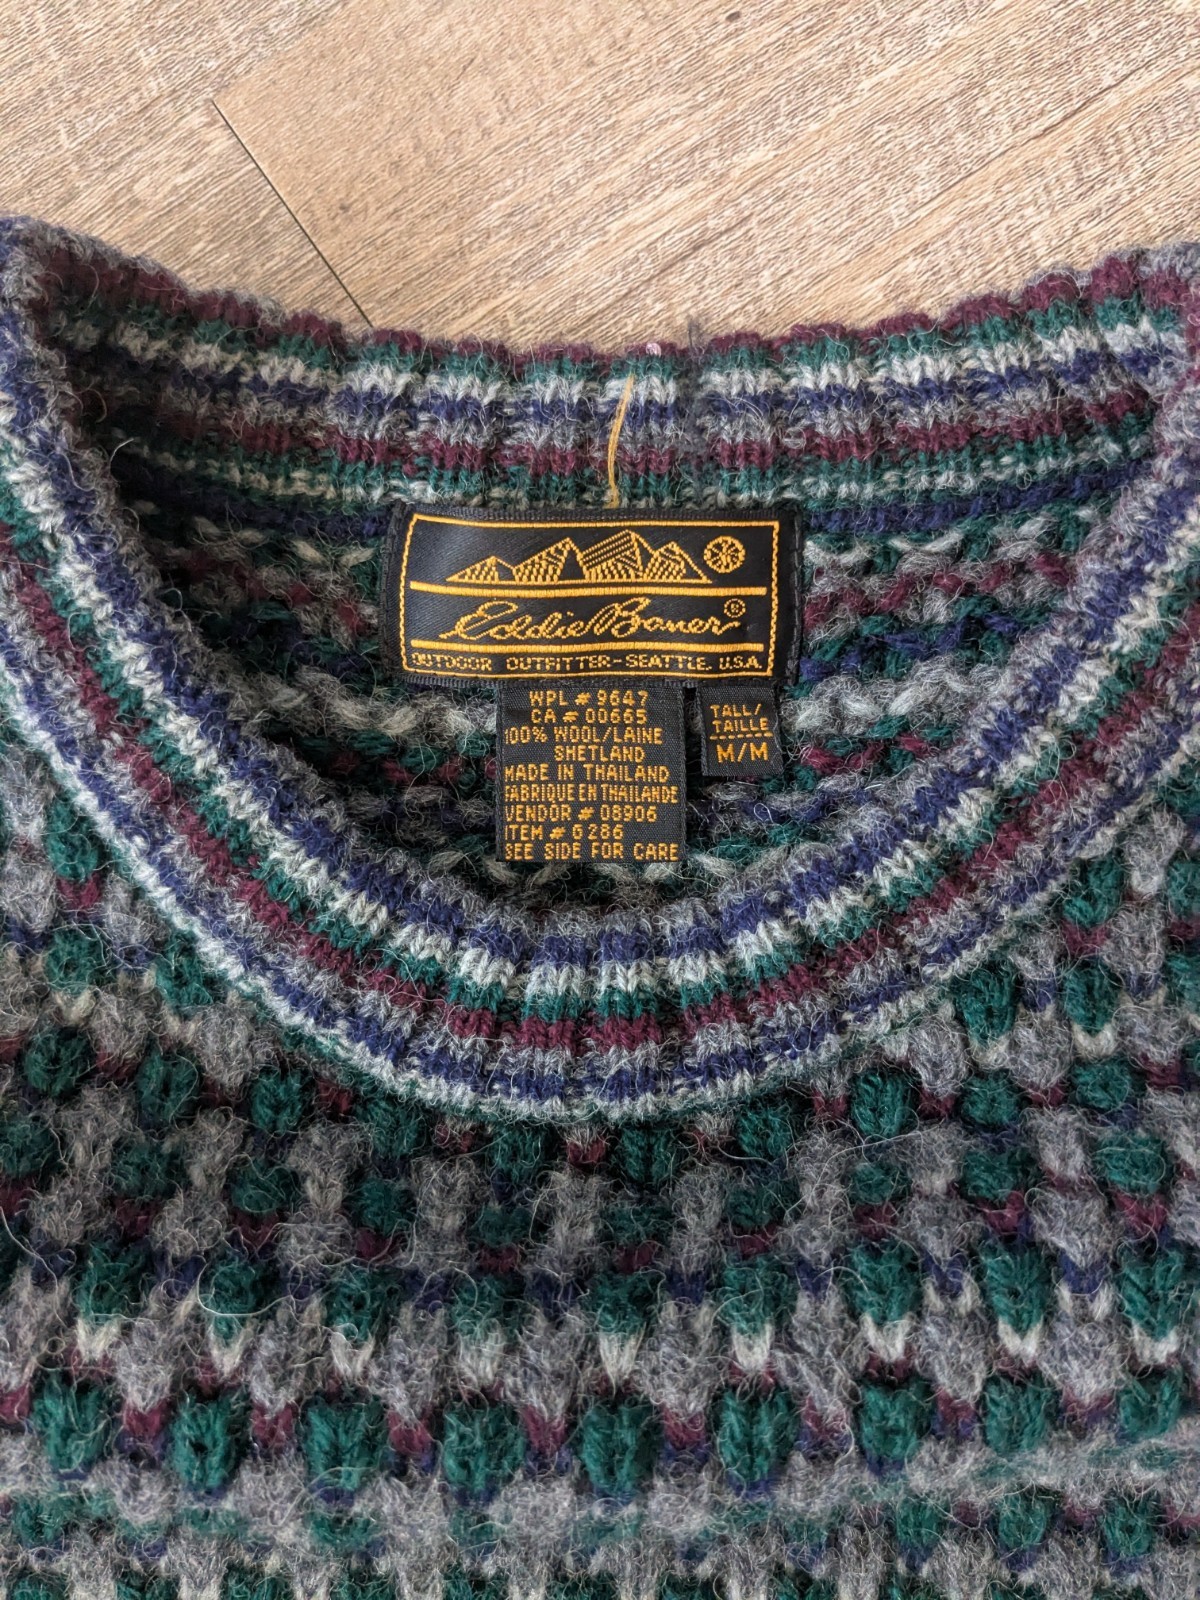 Eddie Bauer®
OUTDOOR OUTFITTER-SEATTLE, U.S.A.
WPL # 9647
CA # 00665
100% WOOL/LAINE
SHETLAND
MADE IN THAILAND
FABRIQUE EN THAILANDE
VENDOR # 08906
ITEM # 6286
SEE SIDE FOR CARE
TALL/
TAILLE
M/M